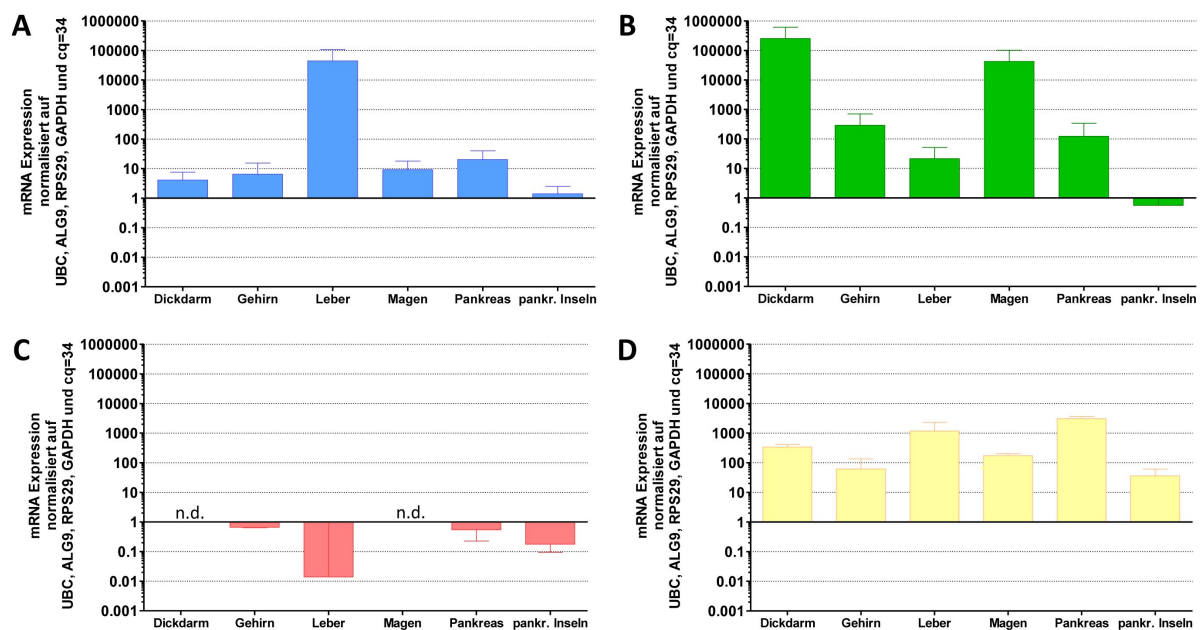 A
mRNA Expression
normalisiert auf
UBC, ALG9, RPS29, GAPDH und cq=34
1000000
100000
10000
1000
100
10
1
0.1
0.01
0.001
Dickdarm Gehirn Leber Magen Pankreas pankr. Inseln
B
mRNA Expression
normalisiert auf
UBC, ALG9, RPS29, GAPDH und cq=34
1000000
100000
10000
1000
100
10
1
0.1
0.01
0.001
Dickdarm Gehirn Leber Magen Pankreas pankr. Inseln
C
mRNA Expression
normalisiert auf
UBC, ALG9, RPS29, GAPDH und cq=34
1000000
100000
10000
1000
100
10
1
0.1
0.01
0.001
n.d. n.d.
Dickdarm Gehirn Leber Magen Pankreas pankr. Inseln
D
mRNA Expression
normalisiert auf
UBC, ALG9, RPS29, GAPDH und cq=34
1000000
100000
10000
1000
100
10
1
0.1
0.01
0.001
Dickdarm Gehirn Leber Magen Pankreas pankr. Inseln